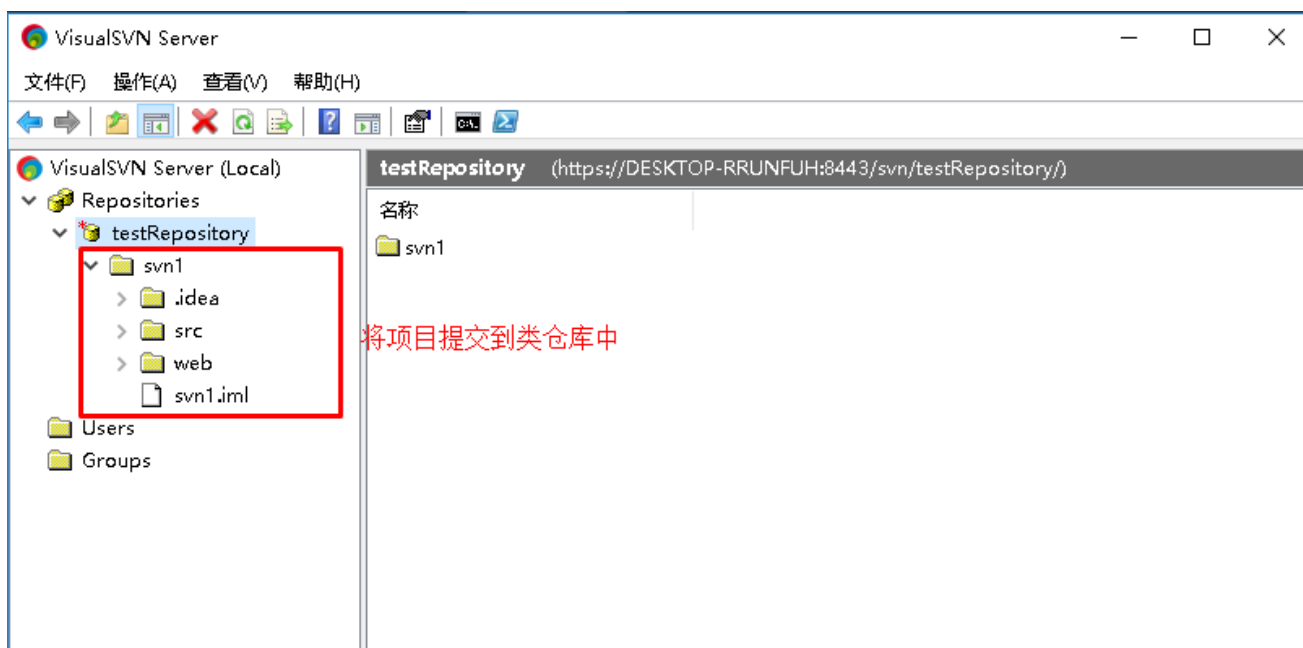 VisualSVN Server
文件(F) 操作(A) 查看(V) 帮助(H)
VisualSVN Server (Local)
Repositories
testRepository
svn1
.idea
src
web
svn1.iml
Users
Groups
testRepository (https://DESKTOP-RRUNFUH:8443/svn/testRepository/)
名称
svn1
将项目提交到类仓库中